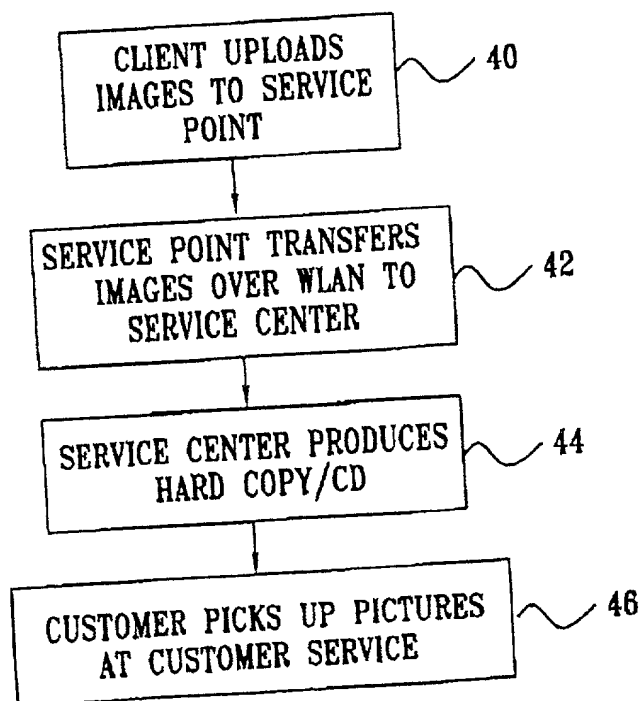 CLIENT UPLOADS
IMAGES TO SERVICE
POINT
40
SERVICE POINT TRANSFERS
IMAGES OVER WLAN TO
SERVICE CENTER
42
SERVICE CENTER PRODUCES
HARD COPY/CD
44
CUSTOMER PICKS UP PICTURES
AT CUSTOMER SERVICE
46